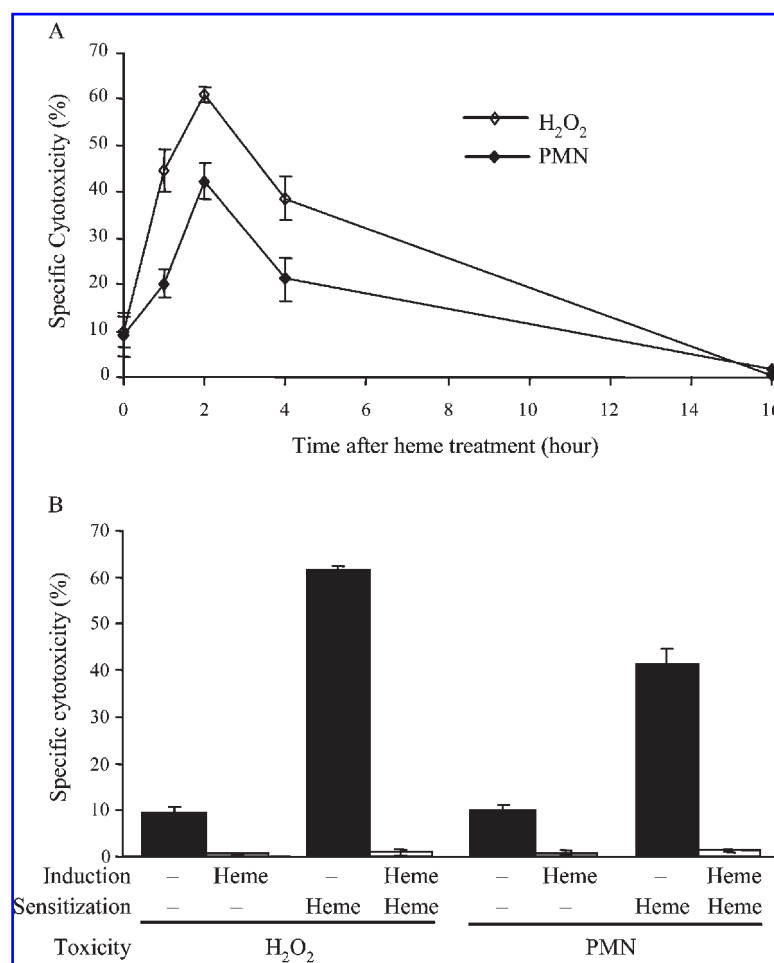 A
70
60
50
40
30
20
10
0
Specific Cytotoxicity (%)
H₂O₂
PMN
0 2 4 6 8 10 12 14 16
Time after heme treatment (hour)
B
70
60
50
40
30
20
10
0
Specific cytotoxicity (%)
Induction – Heme – Heme – Heme – Heme
Sensitization – – Heme Heme – – Heme Heme
Toxicity H₂O₂ PMN